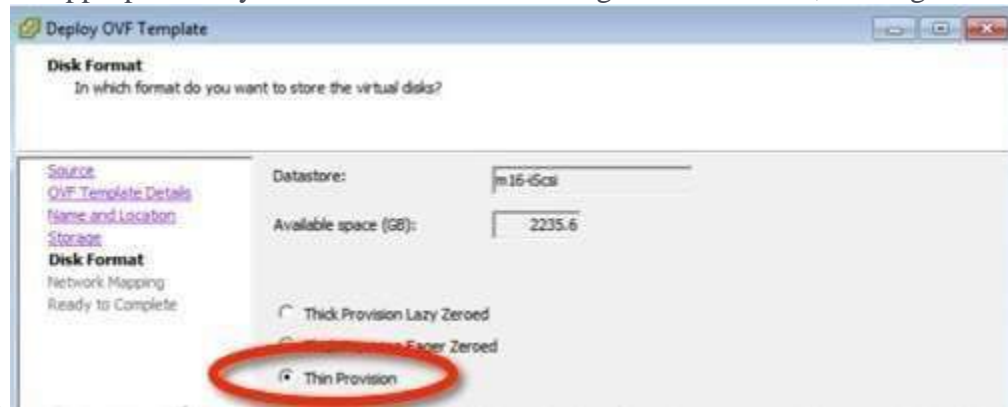 Deploy OVF Template
Disk Format
In which format do you want to store the virtual disks?
Source
OVF Template Details
Name and Location
Storage
Disk Format
Network Mapping
Ready to Complete
Datastore:
m16-iScsi
Available space (GB):
2235.6
Thick Provision Lazy Zeroed
Eager Zeroed
Thin Provision